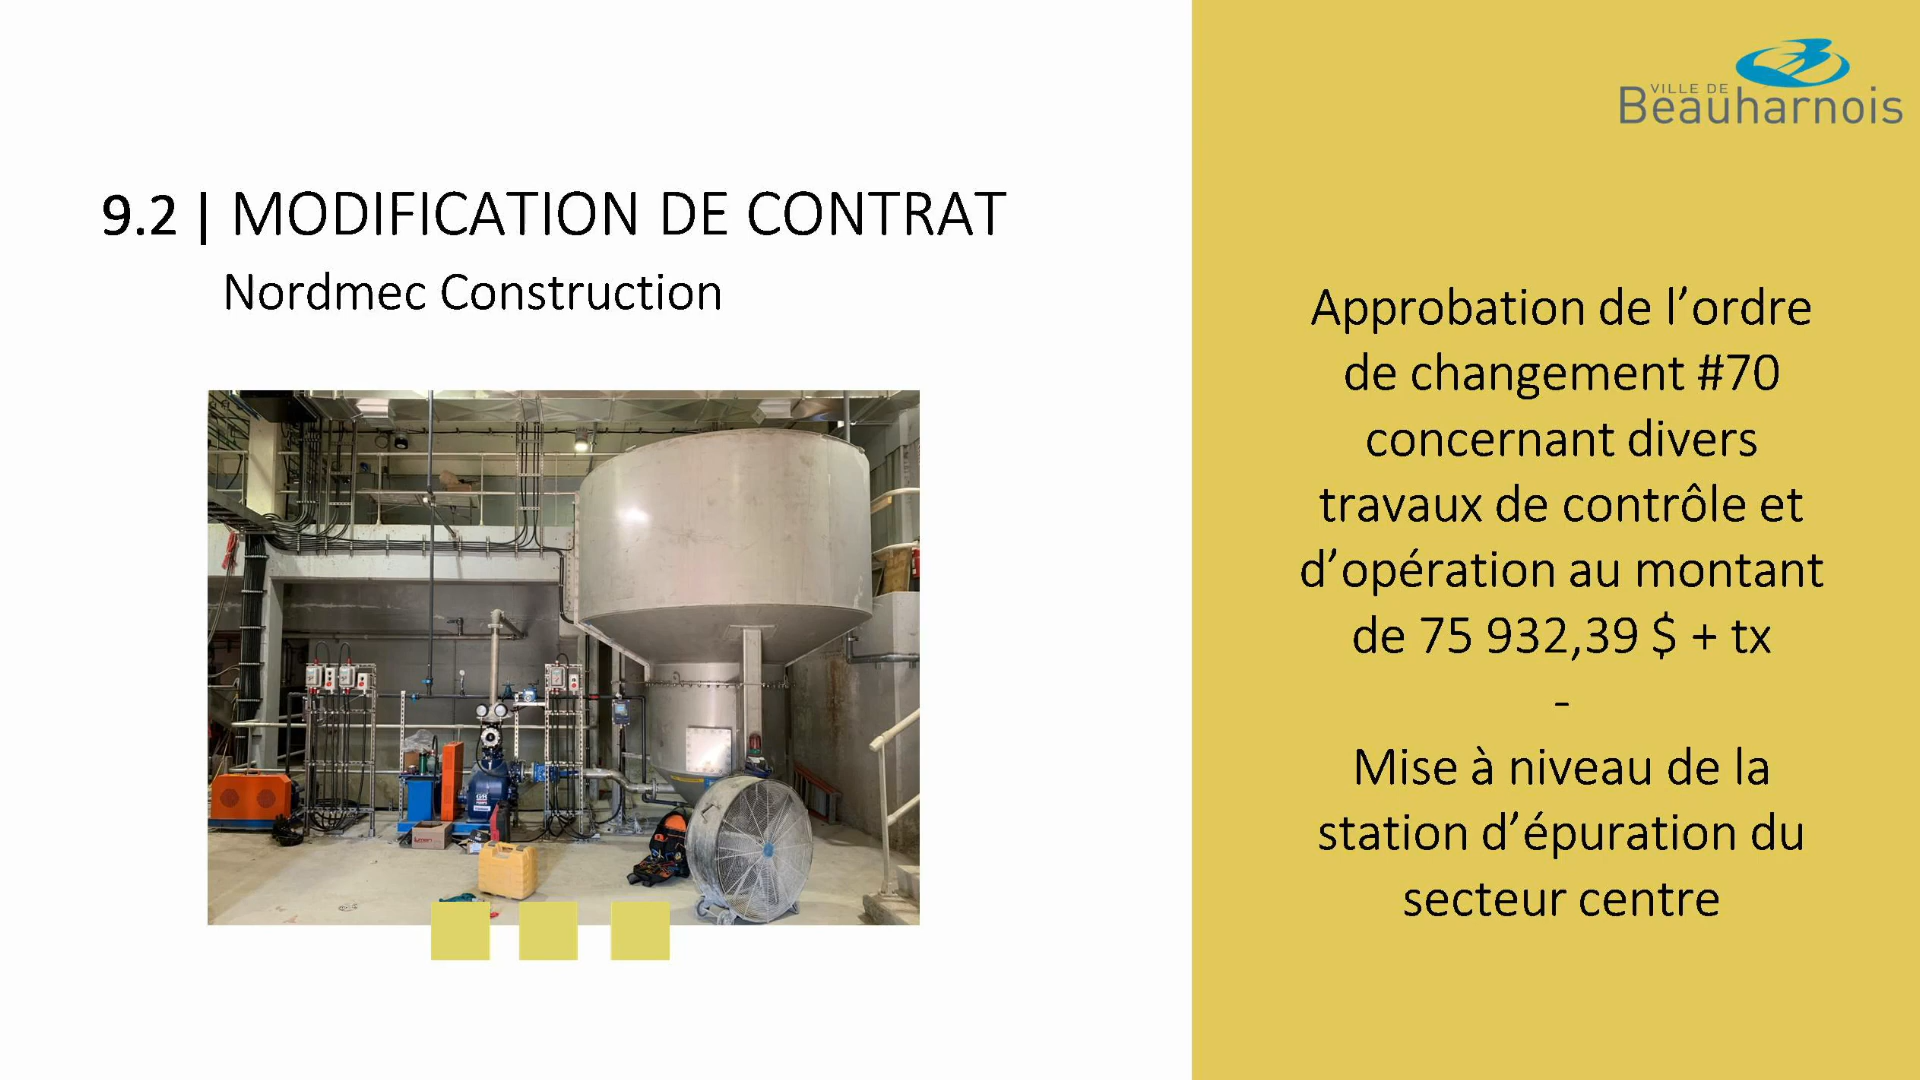 VILLE DE
Beauharnois
9.2 | MODIFICATION DE CONTRAT
Nordmec Construction
Approbation de l’ordre
de changement #70
concernant divers
travaux de contrôle et
d’opération au montant
de 75 932,39 $ + tx
-
Mise à niveau de la
station d’épuration du
secteur centre